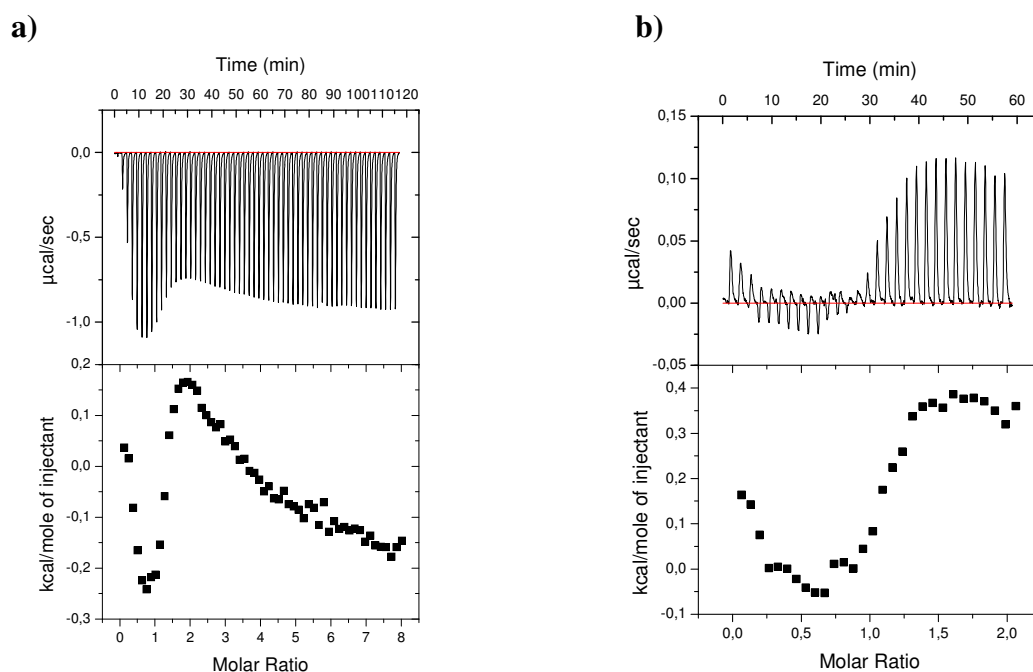 a)
Time (min)
0 10 20 30 40 50 60 70 80 90 100 110 120
0,0
-0,5
-1,0
µcal/sec
0,2
0,1
0,0
-0,1
-0,2
-0,3
kcal/mole of injectant
0 1 2 3 4 5 6 7 8
Molar Ratio
b)
Time (min)
0 10 20 30 40 50 60
0,15
0,10
0,05
0,00
-0,05
µcal/sec
0,4
0,3
0,2
0,1
0,0
-0,1
kcal/mole of injectant
0,0 0,5 1,0 1,5 2,0
Molar Ratio